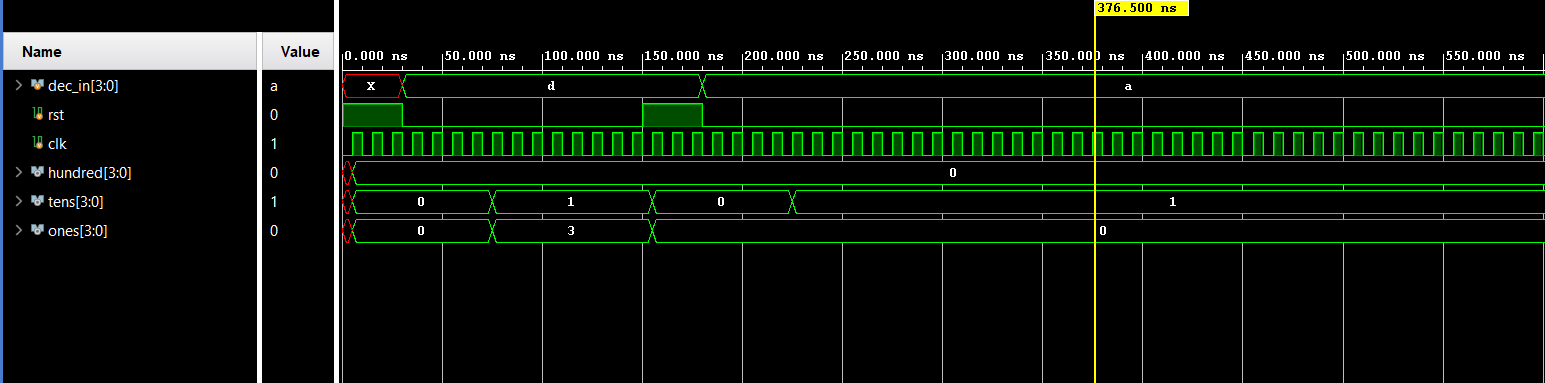 376.500 ns
Name Value
0.000 ns 50.000 ns 100.000 ns 150.000 ns 200.000 ns 250.000 ns 300.000 ns 350.000 ns 400.000 ns 450.000 ns 500.000 ns 550.000 ns
dec_in[3:0] a X d a
rst 0
clk 1
hundred[3:0] 0 0
tens[3:0] 1 0 1 0 1
ones[3:0] 0 0 3 0